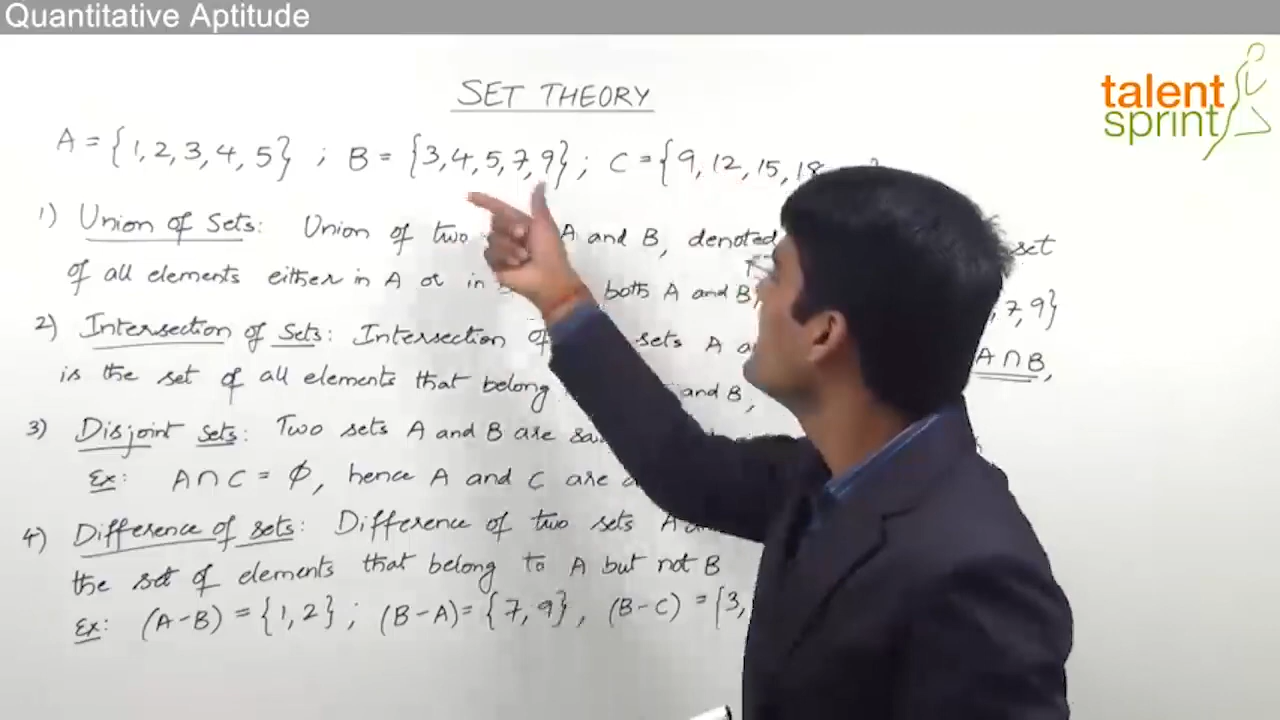 Quantitative Aptitude
talent
sprint
SET THEORY
A = {1, 2, 3, 4, 5} ; B = {3, 4, 5, 7, 9} ; C = {9, 12, 15, 18
1) Union of Sets: Union of two A and B, denoted set
of all elements either in A or in both A and B, , 7, 9}
2) Intersection of Sets: Intersection of sets A A ∩ B,
is the set of all elements that belong and B,
3) Disjoint Sets: Two sets A and B are
Ex: A ∩ C = ϕ, hence A and C are
4) Difference of sets: Difference of two sets A
the set of elements that belong to A but not B
Ex: (A-B) = {1, 2} ; (B-A) = {7, 9} , (B-C) = {3,